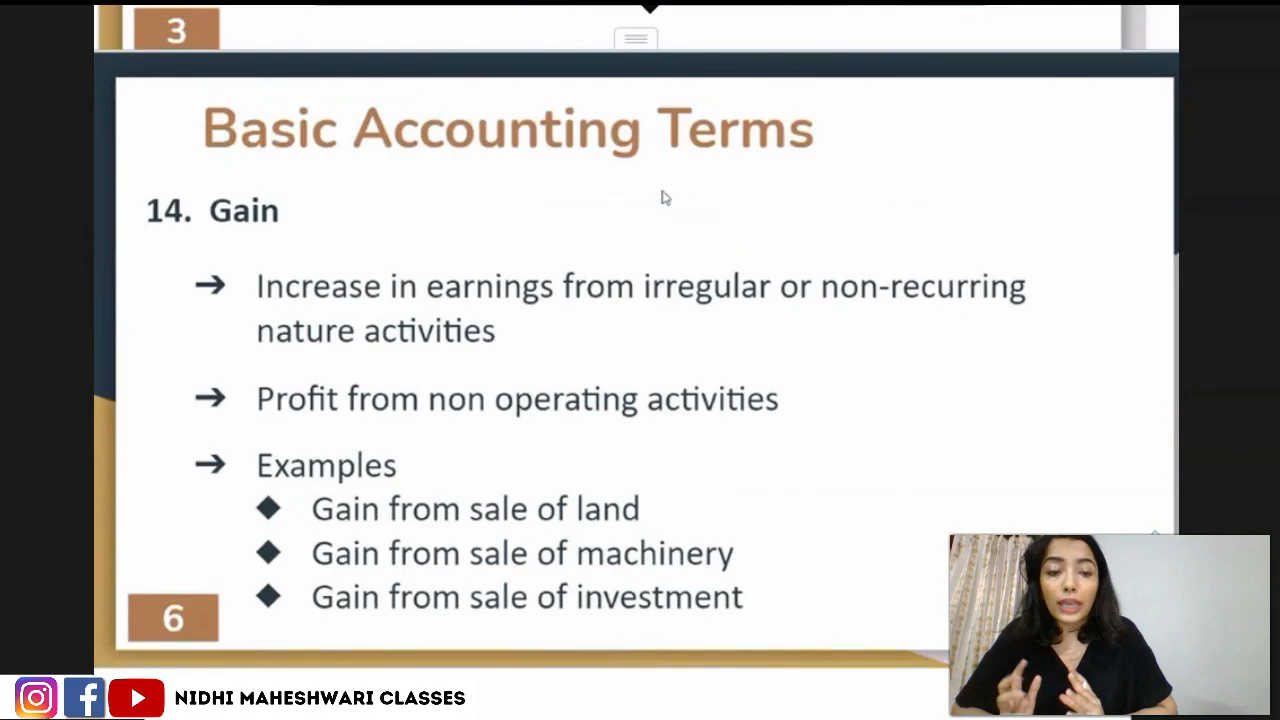 3
Basic Accounting Terms
14. Gain
➔ Increase in earnings from irregular or non-recurring
nature activities
➔ Profit from non operating activities
➔ Examples
◆ Gain from sale of land
◆ Gain from sale of machinery
◆ Gain from sale of investment
6
NIDHI MAHESHWARI CLASSES